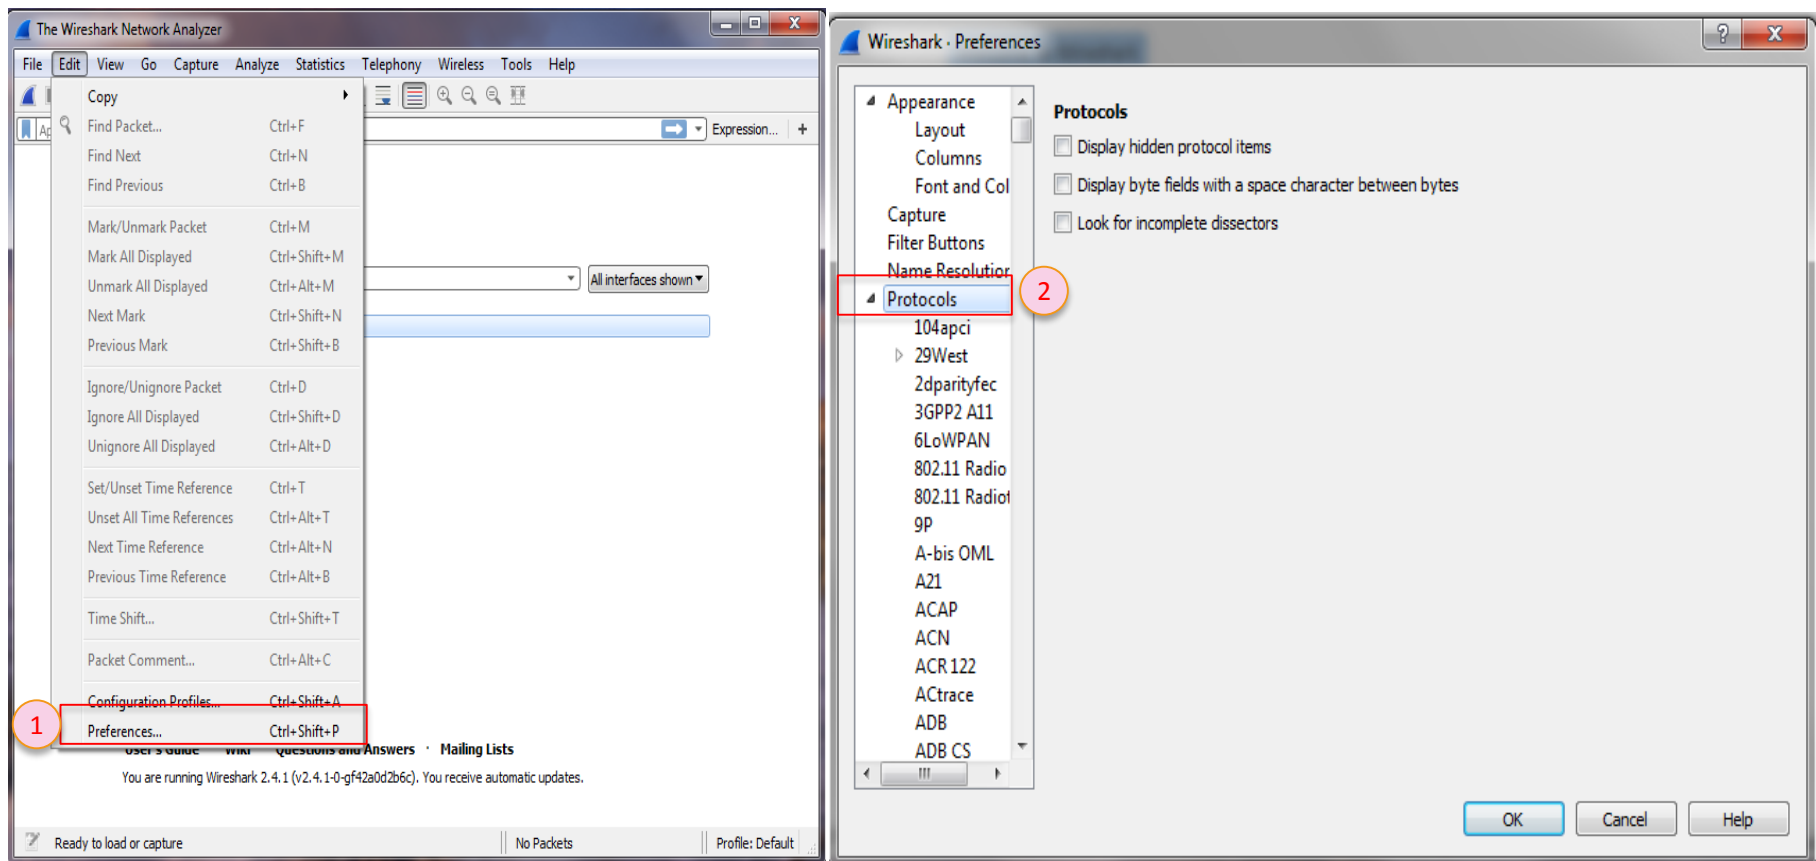 The Wireshark Network Analyzer
File Edit View Go Capture Analyze Statistics Telephony Wireless Tools Help
Copy
Find Packet... Ctrl+F
Expression... +
Find Next Ctrl+N
Find Previous Ctrl+B
Mark/Unmark Packet Ctrl+M
Mark All Displayed Ctrl+Shift+M
Unmark All Displayed Ctrl+Alt+M
All interfaces shown
Next Mark Ctrl+Shift+N
Previous Mark Ctrl+Shift+B
Ignore/Unignore Packet Ctrl+D
Ignore All Displayed Ctrl+Shift+D
Unignore All Displayed Ctrl+Alt+D
Set/Unset Time Reference Ctrl+T
Unset All Time References Ctrl+Alt+T
Next Time Reference Ctrl+Alt+N
Previous Time Reference Ctrl+Alt+B
Time Shift... Ctrl+Shift+T
Packet Comment... Ctrl+Alt+C
Configuration Profiles... Ctrl+Shift+A
1
Preferences... Ctrl+Shift+P
User's Guide · Wiki · Questions and Answers · Mailing Lists
You are running Wireshark 2.4.1 (v2.4.1-0-gf42a0d2b6c). You receive automatic updates.
Ready to load or capture
No Packets
Profile: Default
Wireshark · Preferences
Appearance
Layout
Columns
Font and Col
Capture
Filter Buttons
Name Resolution
Protocols
2
104apci
29West
2dparityfec
3GPP2 A11
6LoWPAN
802.11 Radio
802.11 Radiot
9P
A-bis OML
A21
ACAP
ACN
ACR 122
ACtrace
ADB
ADB CS
Protocols
Display hidden protocol items
Display byte fields with a space character between bytes
Look for incomplete dissectors
OK Cancel Help